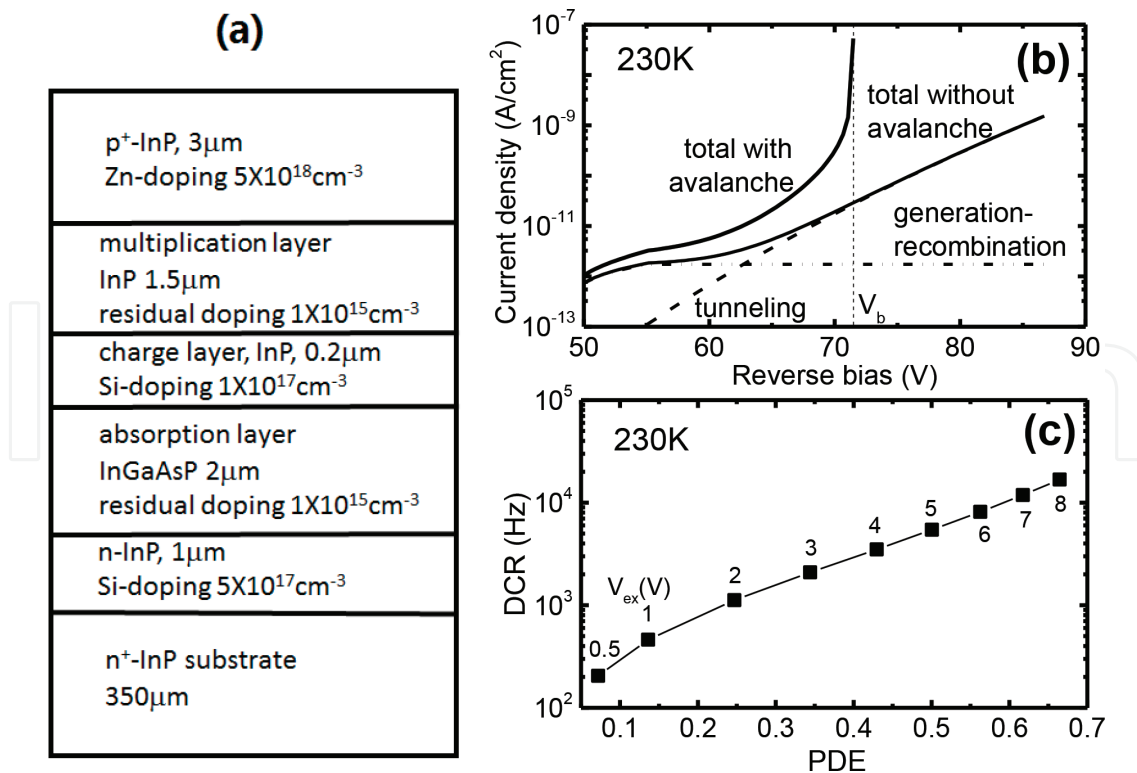 (a)
p⁺-InP, 3μm
Zn-doping 5X10¹⁸cm⁻³
multiplication layer
InP 1.5μm
residual doping 1X10¹⁵cm⁻³
charge layer, InP, 0.2μm
Si-doping 1X10¹⁷cm⁻³
absorption layer
InGaAsP 2μm
residual doping 1X10¹⁵cm⁻³
n-InP, 1μm
Si-doping 5X10¹⁷cm⁻³
n⁺-InP substrate
350μm
(b)
230K
Current density (A/cm²)
10⁻⁷
10⁻⁹
10⁻¹¹
10⁻¹³
total with
avalanche
total without
avalanche
generation-
recombination
tunneling
V_b
50 60 70 80 90
Reverse bias (V)
(c)
230K
DCR (Hz)
10⁵
10⁴
10³
10²
V_ex(V)
0.5
1
2
3
4
5
6
7
8
0.1 0.2 0.3 0.4 0.5 0.6 0.7
PDE